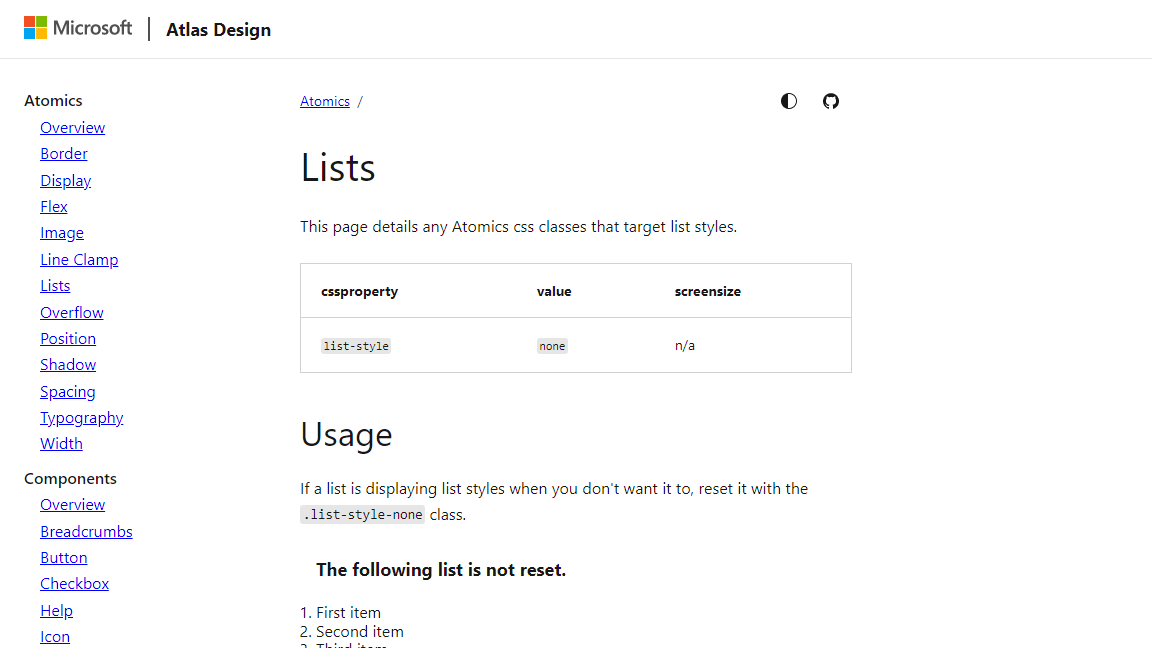 Microsoft | Atlas Design
Atomics
Overview
Border
Display
Flex
Image
Line Clamp
Lists
Overflow
Position
Shadow
Spacing
Typography
Width
Components
Overview
Breadcrumbs
Button
Checkbox
Help
Icon
Atomics /
Lists
This page details any Atomics css classes that target list styles.
cssproperty value screensize
list-style none n/a
Usage
If a list is displaying list styles when you don't want it to, reset it with the
.list-style-none class.
The following list is not reset.
1. First item
2. Second item
3. Third item